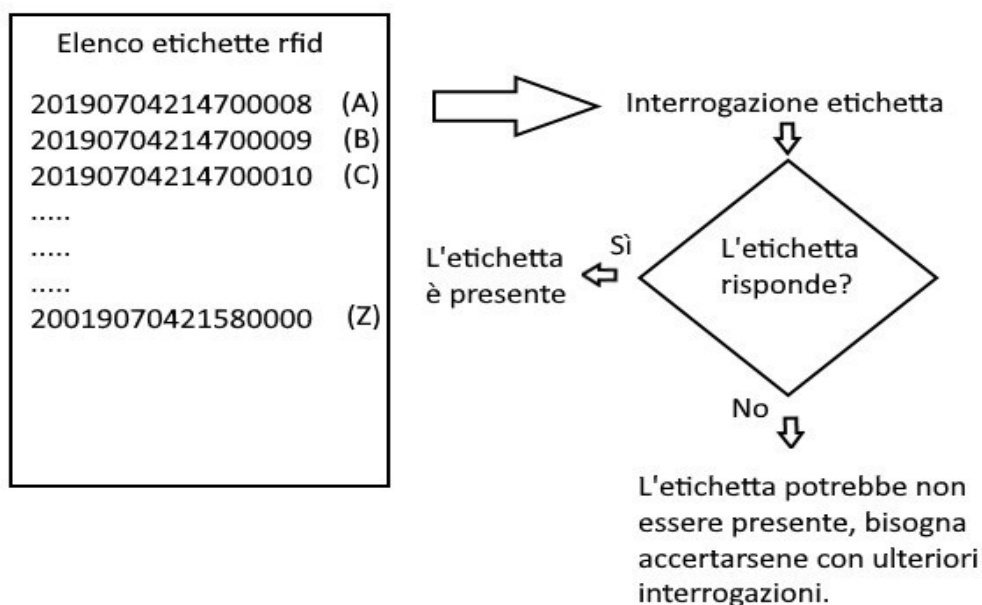 Elenco etichette rfid
20190704214700008 (A)
20190704214700009 (B)
20190704214700010 (C)
.....
.....
.....
20019070421580000 (Z)
Interrogazione etichetta
L'etichetta
risponde?
Sì
L'etichetta
è presente
No
L'etichetta potrebbe non
essere presente, bisogna
accertarsene con ulteriori
interrogazioni.